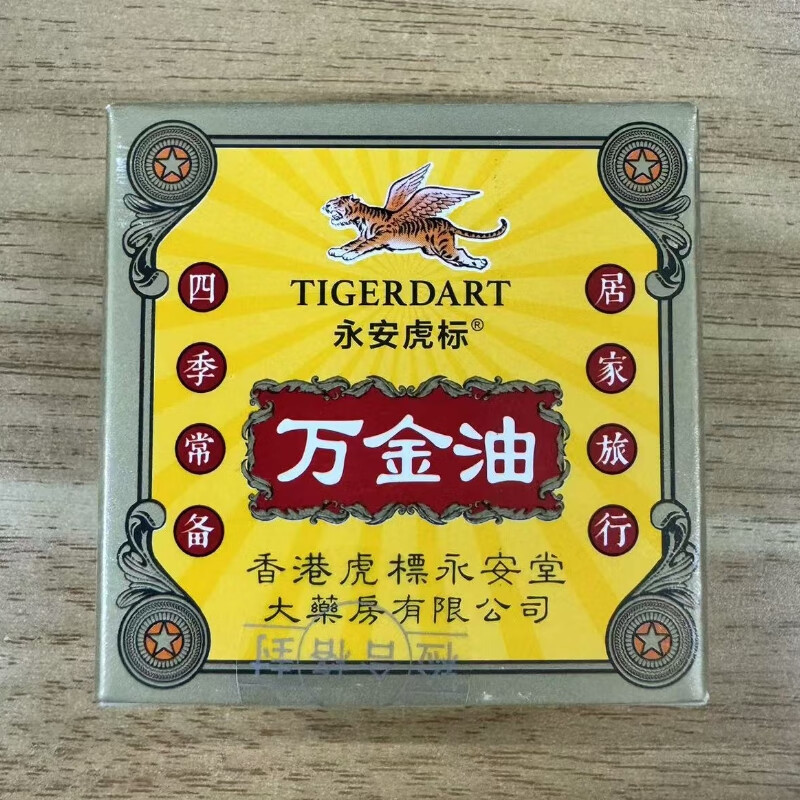 TIGERDART
永安虎标®
居家旅行
四季常备
万金油
香港虎標永安堂
大藥房有限公司